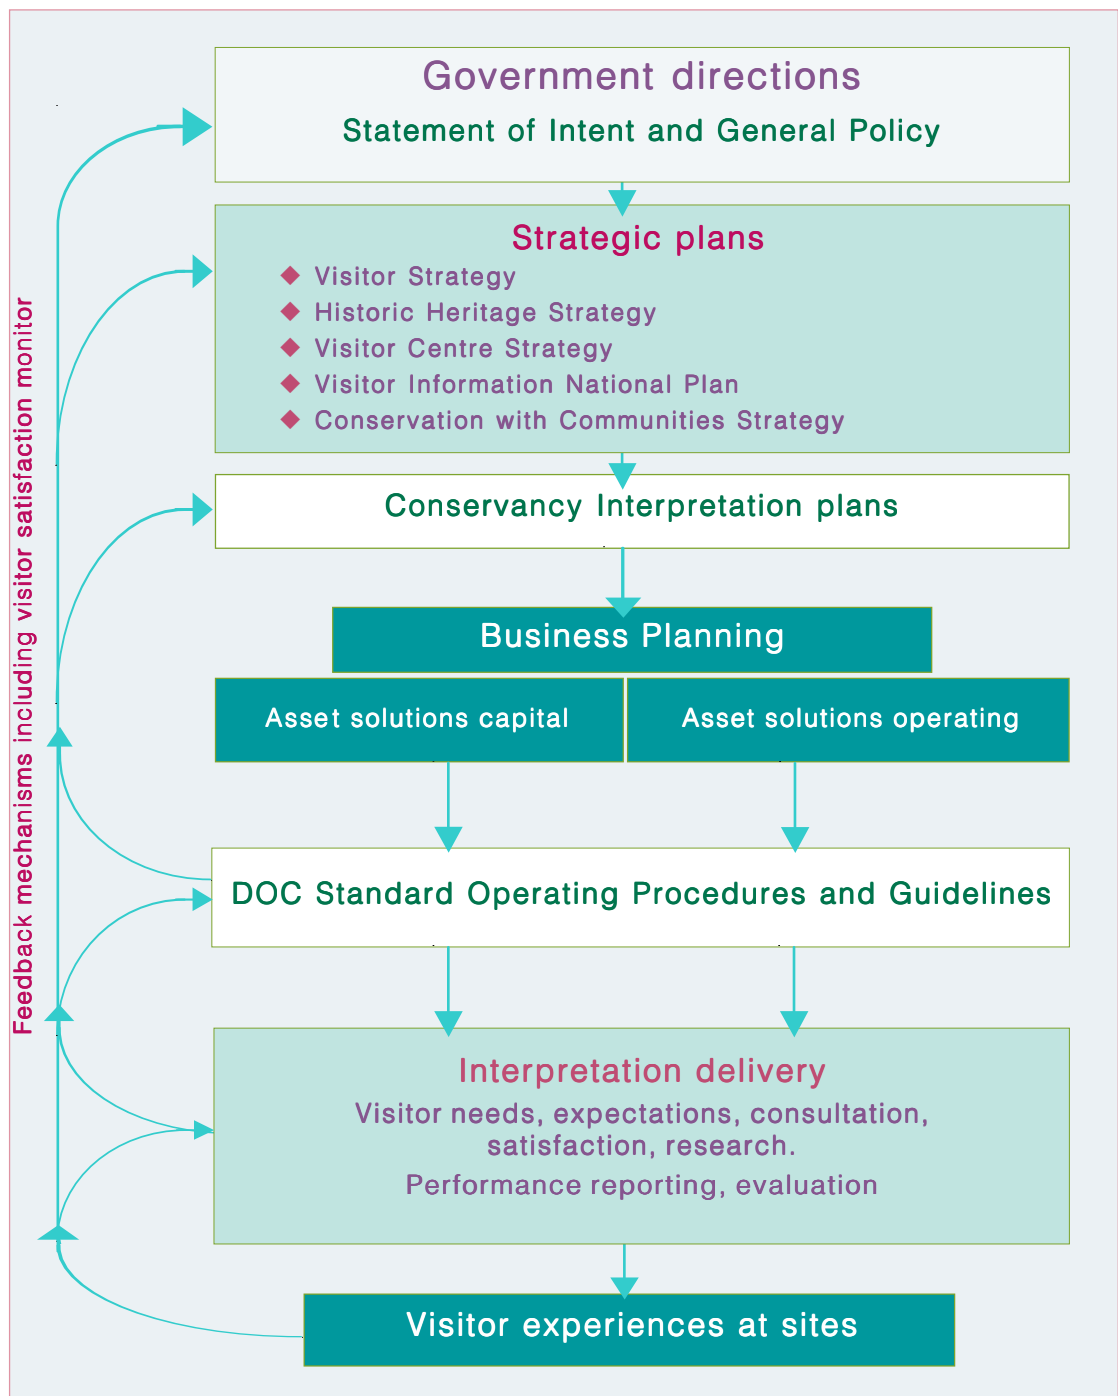 Government directions
Statement of Intent and General Policy
Strategic plans
Visitor Strategy
Historic Heritage Strategy
Visitor Centre Strategy
Visitor Information National Plan
Conservation with Communities Strategy
Conservancy Interpretation plans
Business Planning
Asset solutions capital
Asset solutions operating
DOC Standard Operating Procedures and Guidelines
Interpretation delivery
Visitor needs, expectations, consultation,
satisfaction, research.
Performance reporting, evaluation
Visitor experiences at sites
Feedback mechanisms including visitor satisfaction monitor